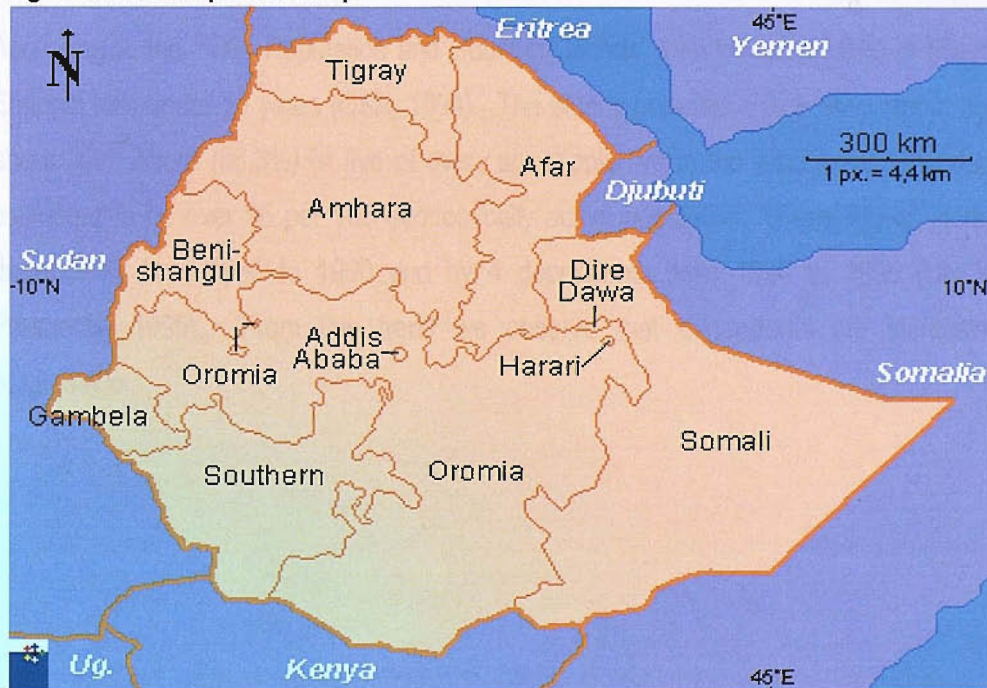 45°E
Eritrea
Yemen
N
Tigray
300 km
1 px. = 4,4 km
Afar
Djubuti
Amhara
Beni-
shangul
Sudan
10°N
Dire
Dawa
10°N
Addis
Ababa
Oromia
Harari
Somalia
Gambela
Somali
Southern
Oromia
Ug.
Kenya
45°E